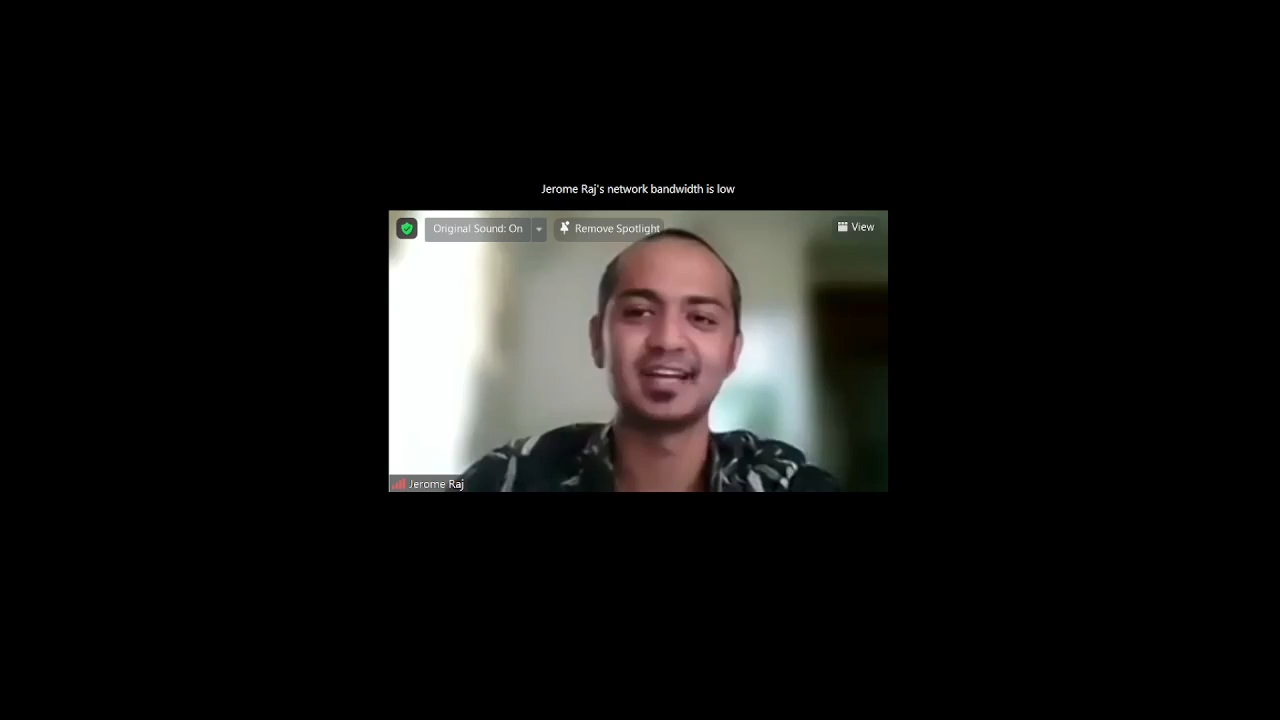 Jerome Raj's network bandwidth is low
Original Sound: On
Remove Spotlight
View
Jerome Raj